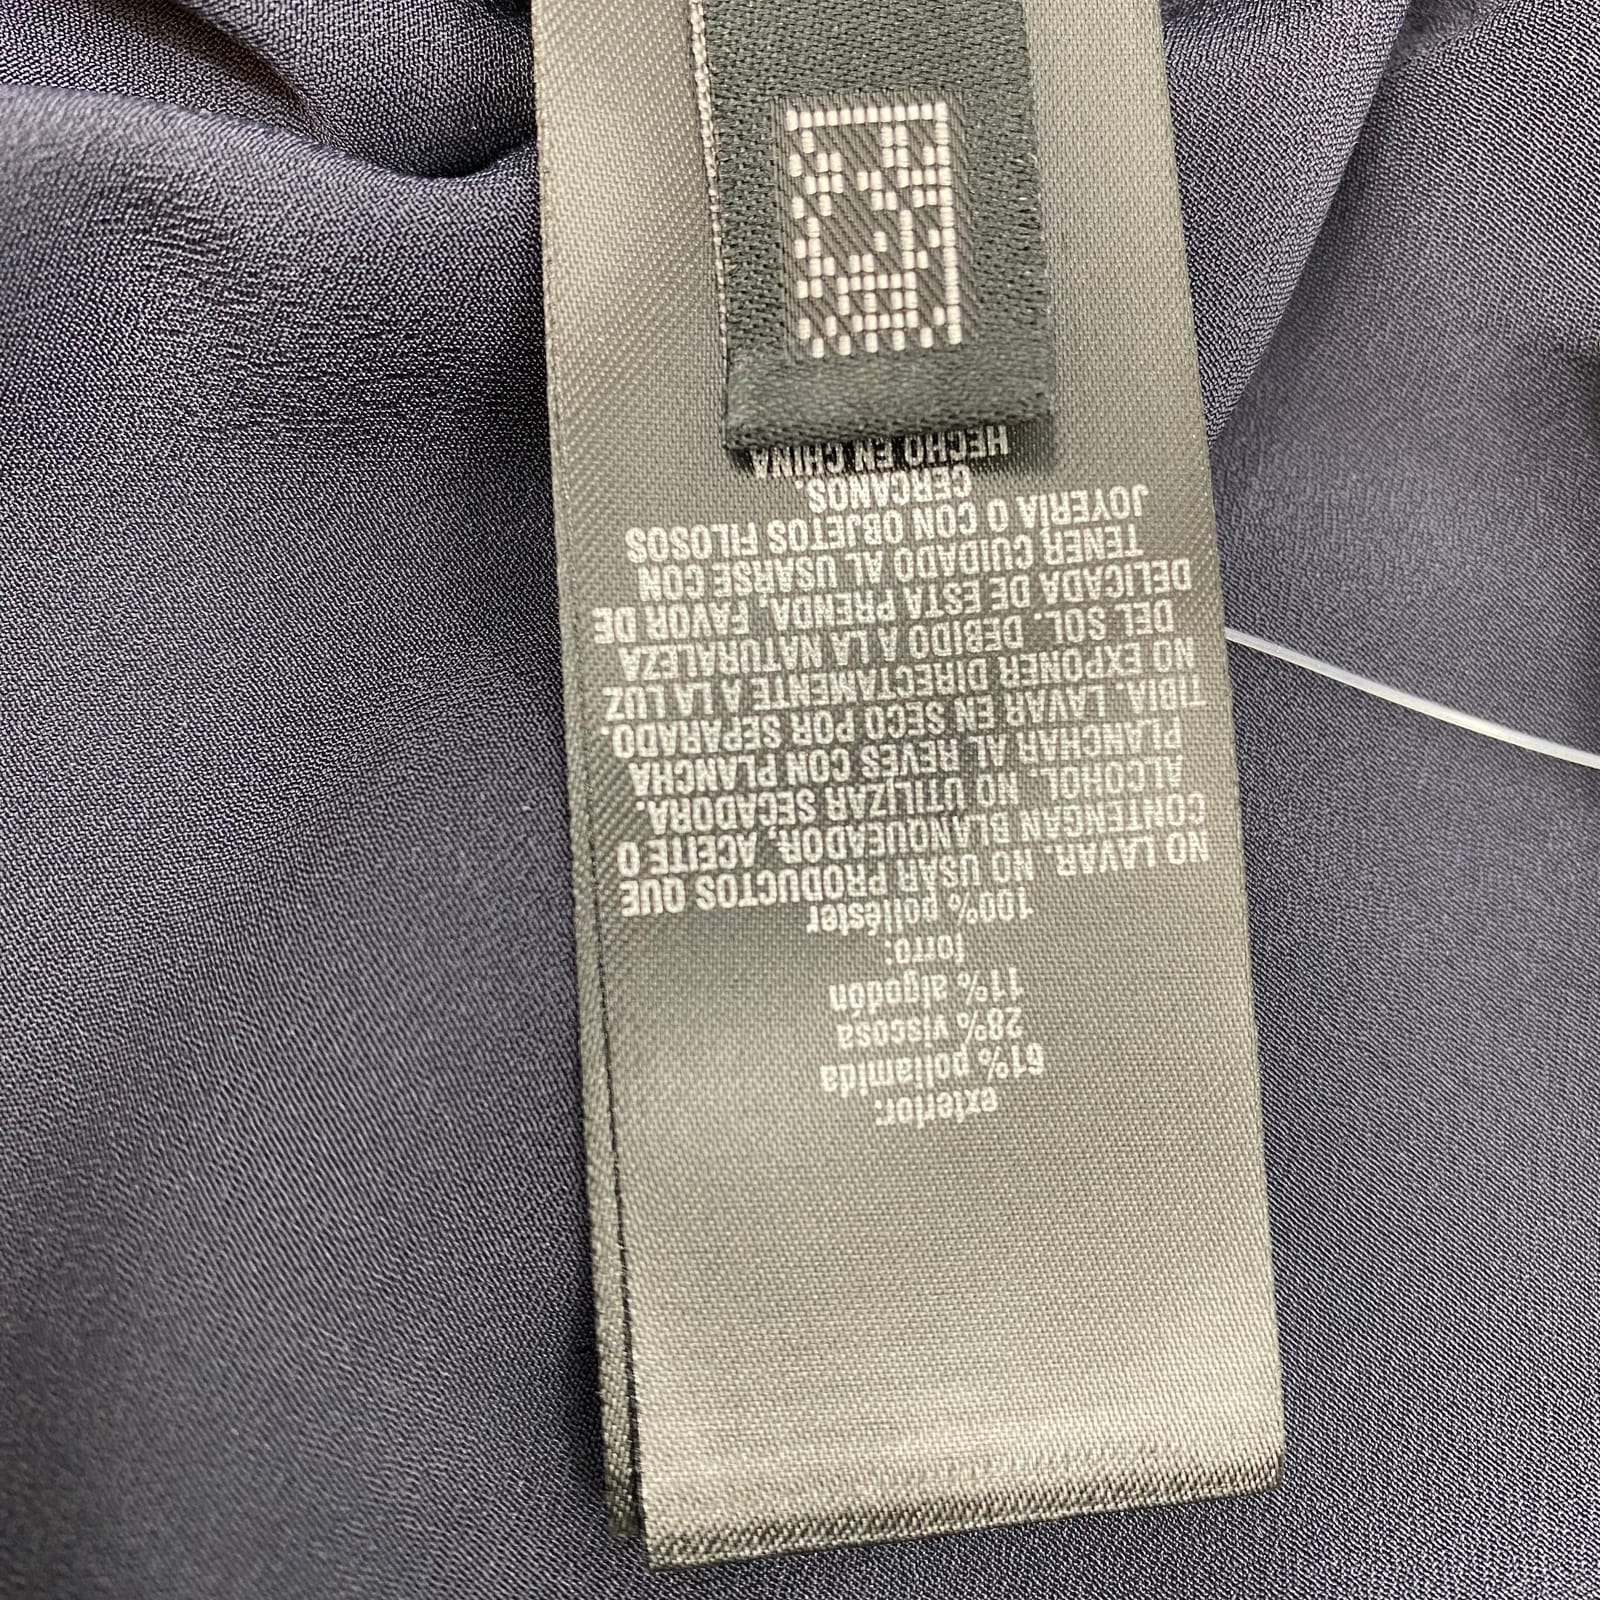 exterior:
61% poliamida
28% viscosa
11% algodón
forro:
100% poliéster
NO LAVAR. NO USAR PRODUCTOS QUE
CONTENGAN BLANQUEADOR, ACEITE O
ALCOHOL. NO UTILIZAR SECADORA.
PLANCHAR AL REVES CON PLANCHA
TIBIA. LAVAR EN SECO POR SEPARADO.
NO EXPONER DIRECTAMENTE A LA LUZ
DEL SOL. DEBIDO A LA NATURALEZA
DELICADA DE ESTA PRENDA, FAVOR DE
TENER CUIDADO AL USARSE CON
JOYERÍA O CON OBJETOS FILOSOS
CERCANOS.
HECHO EN CHINA